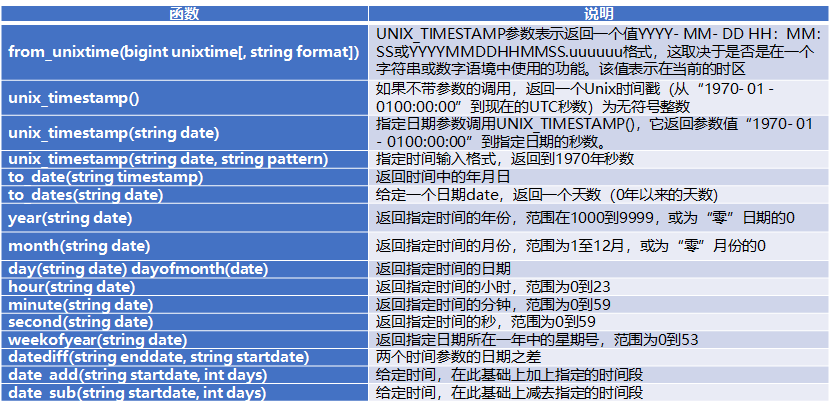 函数 说明
from_unixtime(bigint unixtime[, string format]) UNIX_TIMESTAMP参数表示返回一个值YYYY- MM- DD HH：MM：
SS或YYYYMMDDHHMMSS.uuuuuu格式，这取决于是否是在一个
字符串或数字语境中使用的功能。该值表示在当前的时区
unix_timestamp() 如果不带参数的调用，返回一个Unix时间戳（从“1970- 01 -
0100:00:00”到现在的UTC秒数）为无符号整数
unix_timestamp(string date) 指定日期参数调用UNIX_TIMESTAMP()，它返回参数值“1970- 01
- 0100:00:00”到指定日期的秒数。
unix_timestamp(string date, string pattern) 指定时间输入格式，返回到1970年秒数
to_date(string timestamp) 返回时间中的年月日
to_dates(string date) 给定一个日期date，返回一个天数（0年以来的天数)
year(string date) 返回指定时间的年份，范围在1000到9999，或为“零”日期的0
month(string date) 返回指定时间的月份，范围为1至12月，或为“零”月份的0
day(string date) dayofmonth(date) 返回指定时间的日期
hour(string date) 返回指定时间的小时，范围为0到23
minute(string date) 返回指定时间的分钟，范围为0到59
second(string date) 返回指定时间的秒，范围为0到59
weekofyear(string date) 返回指定日期所在一年中的星期号，范围为0到53
datediff(string enddate, string startdate) 两个时间参数的日期之差
date_add(string startdate, int days) 给定时间，在此基础上加上指定的时间段
date_sub(string startdate, int days) 给定时间，在此基础上减去指定的时间段